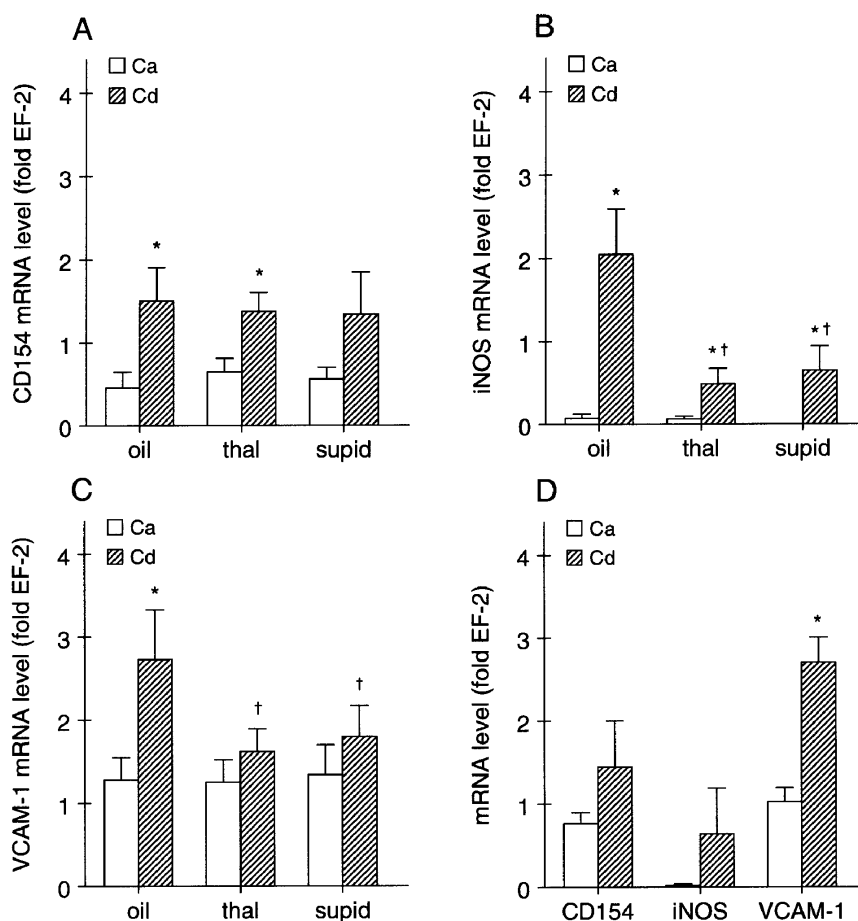 A
Ca
Cd
CD154 mRNA level (fold EF-2)
4
3
2
1
0
*
*
oil thal supid
B
Ca
Cd
iNOS mRNA level (fold EF-2)
4
3
2
1
0
*
*†
*†
oil thal supid
C
Ca
Cd
VCAM-1 mRNA level (fold EF-2)
4
3
2
1
0
*
†
†
oil thal supid
D
Ca
Cd
mRNA level (fold EF-2)
4
3
2
1
0
*
CD154 iNOS VCAM-1